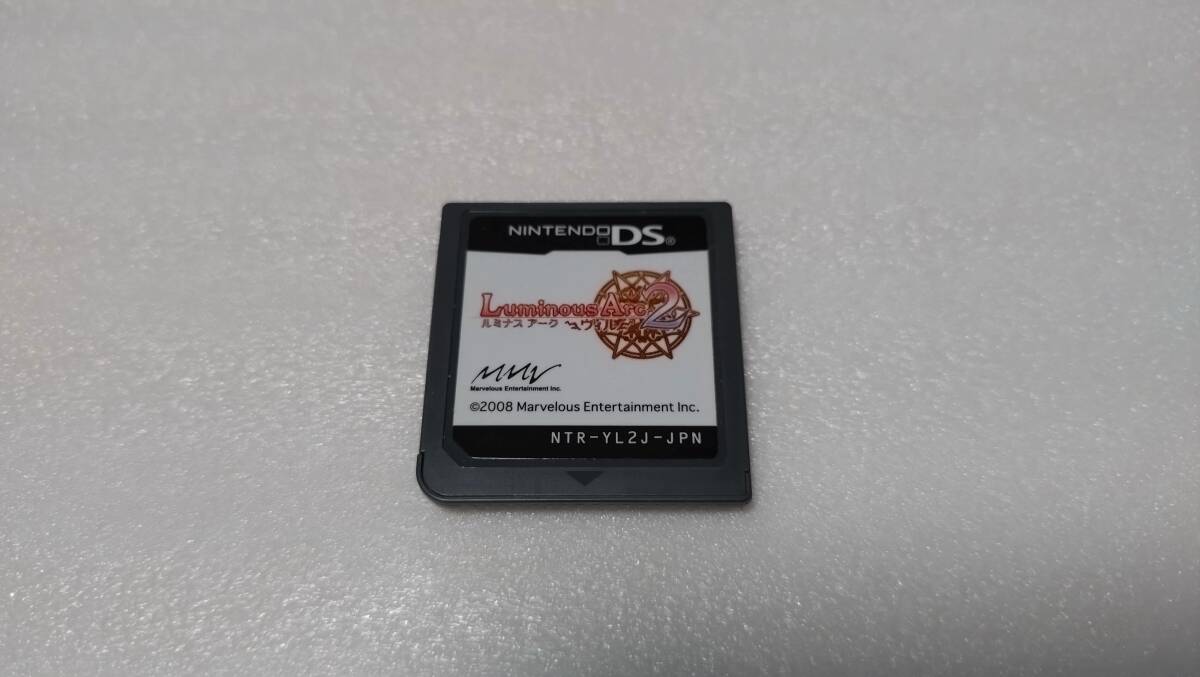 NINTENDO DS®
Luminous Arc 2
ルミナス アーク
MMV
Marvelous Entertainment Inc.
©2008 Marvelous Entertainment Inc.
NTR-YL2J-JPN